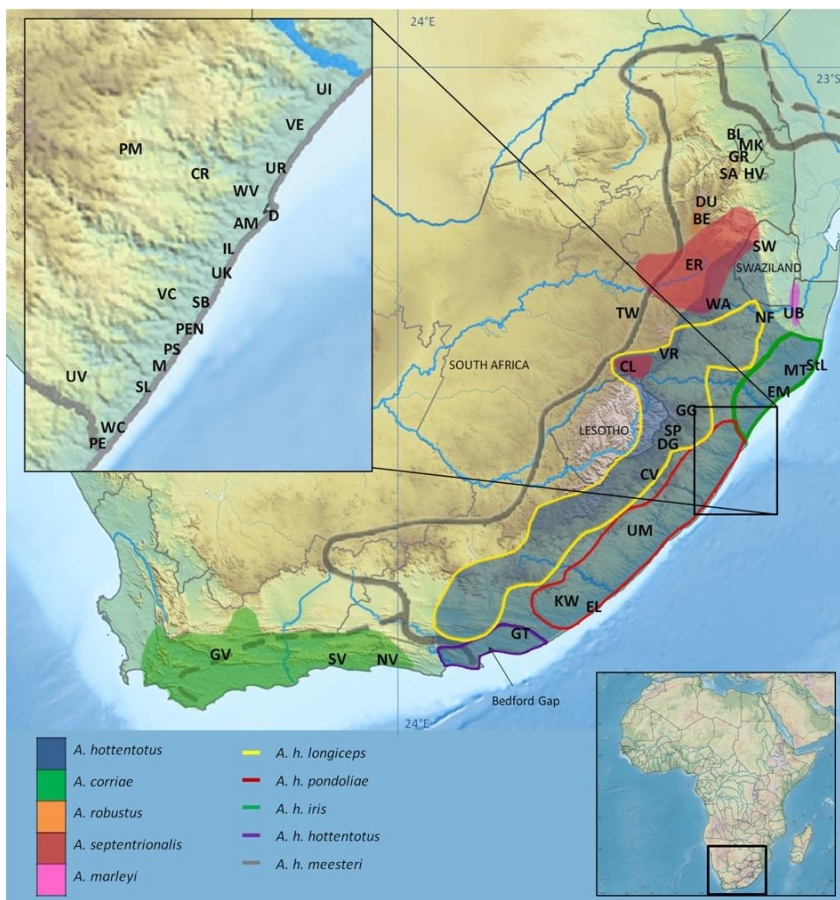 24°E
23°S
UI
VE
PM
CR
UR
WV
D
AM
IL
UK
VC
SB
PEN
PS
M
UV
SL
WC
PE
BL
MK
GR
SA HV
DU
BE
SW
ER
SWAZILAND
WA
TW
NF UB
VR
SOUTH AFRICA
CL
MT StL
EM
GG
LESOTHO
SP
DG
CV
UM
KW
EL
GT
GV
SV
NV
Bedford Gap
24°E
A. hottentotus
A. corriae
A. robustus
A. septentrionalis
A. marleyi
A. h. longiceps
A. h. pondoliae
A. h. iris
A. h. hottentotus
A. h. meesteri